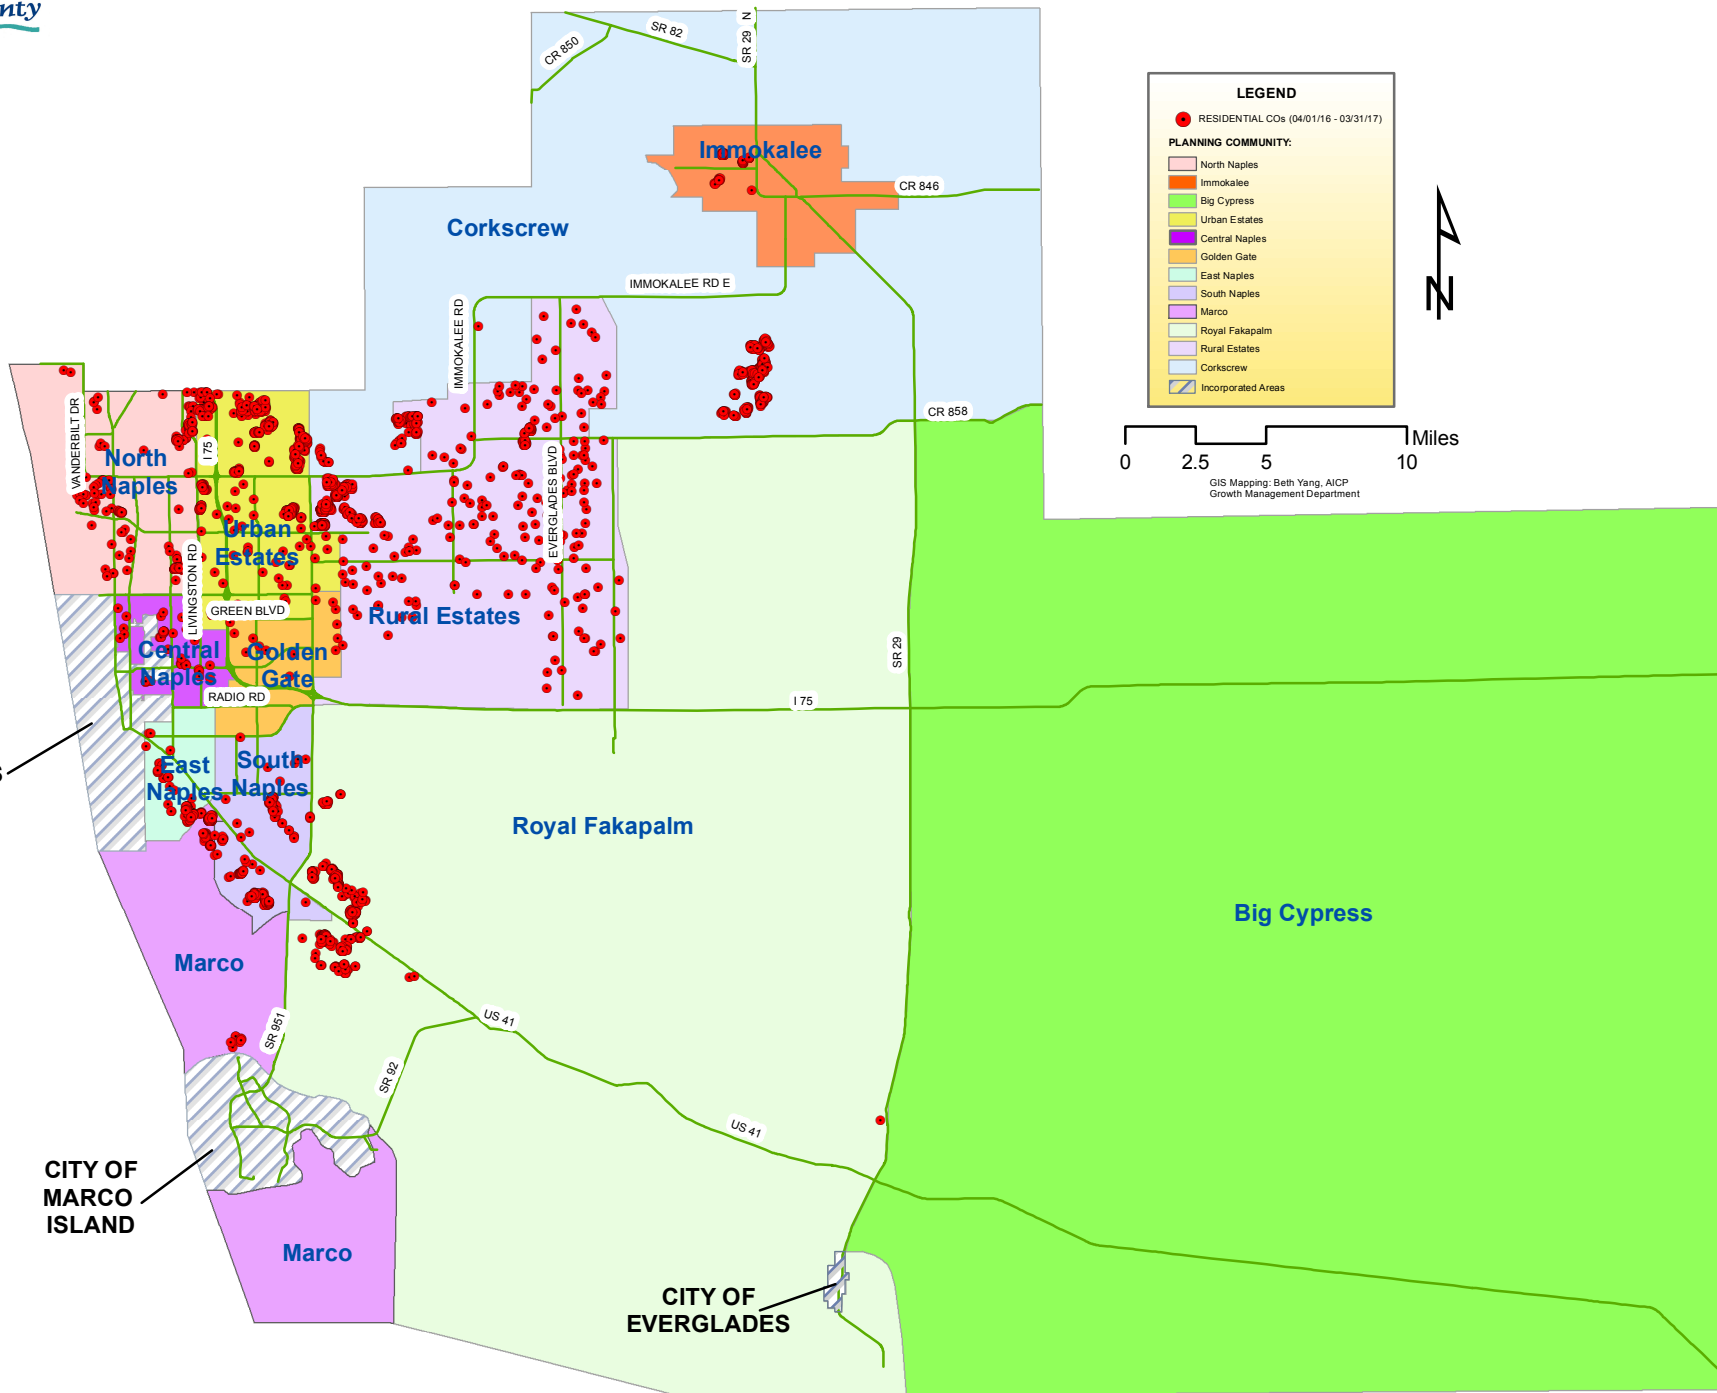 SR 82
SR 29 N
CR 850
LEGEND
RESIDENTIAL COs (04/01/16 - 03/31/17)
PLANNING COMMUNITY:
North Naples
Immokalee
Big Cypress
Urban Estates
Central Naples
Golden Gate
East Naples
South Naples
Marco
Royal Fakapalm
Rural Estates
Corkscrew
Incorporated Areas
Immokalee
CR 846
Corkscrew
N
IMMOKALEE RD E
IMMOKALEE RD
CR 858
Miles
0 2.5 5 10
GIS Mapping: Beth Yang, AICP
Growth Management Department
VANDERBILT DR
I 75
North
Naples
EVERGLADES BLVD
Urban
Estates
LIVINGSTON RD
GREEN BLVD
Rural Estates
Central
Naples
Golden
Gate
SR 29
RADIO RD
I 75
East
Naples
South
Naples
Royal Fakapalm
Big Cypress
Marco
SR 951
US 41
SR 92
US 41
CITY OF
MARCO
ISLAND
Marco
CITY OF
EVERGLADES